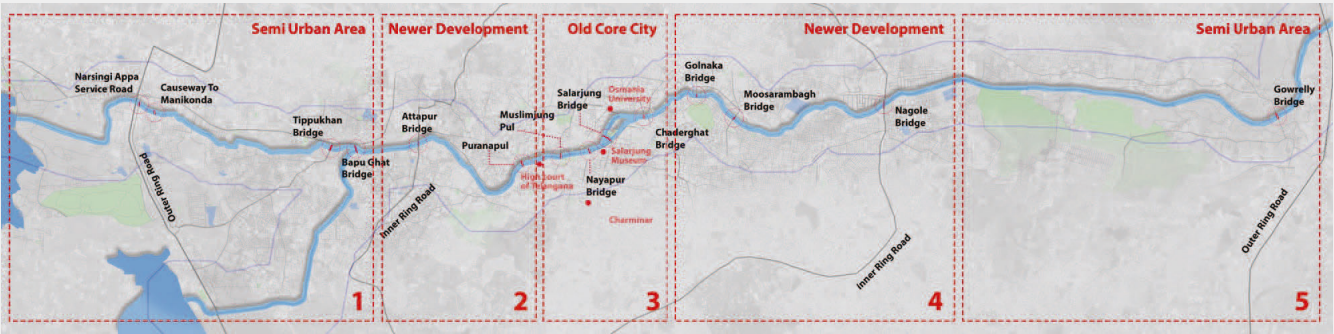 Semi Urban Area
Narsingi Appa
Service Road
Causeway To
Manikonda
Tippukhan
Bridge
Bapu Ghat
Bridge
Outer Ring Road
1
Newer Development
Attapur
Bridge
Muslimjung
Pul
Puranapul
High Court
of Telangana
Inner Ring Road
2
Old Core City
Salarjung
Bridge
Osmania
University
Chaderghat
Bridge
Salarjung
Museum
Nayapur
Bridge
Charminar
3
Newer Development
Golnaka
Bridge
Moosarambagh
Bridge
Nagole
Bridge
Inner Ring Road
4
Semi Urban Area
Gowrelly
Bridge
Outer Ring Road
5